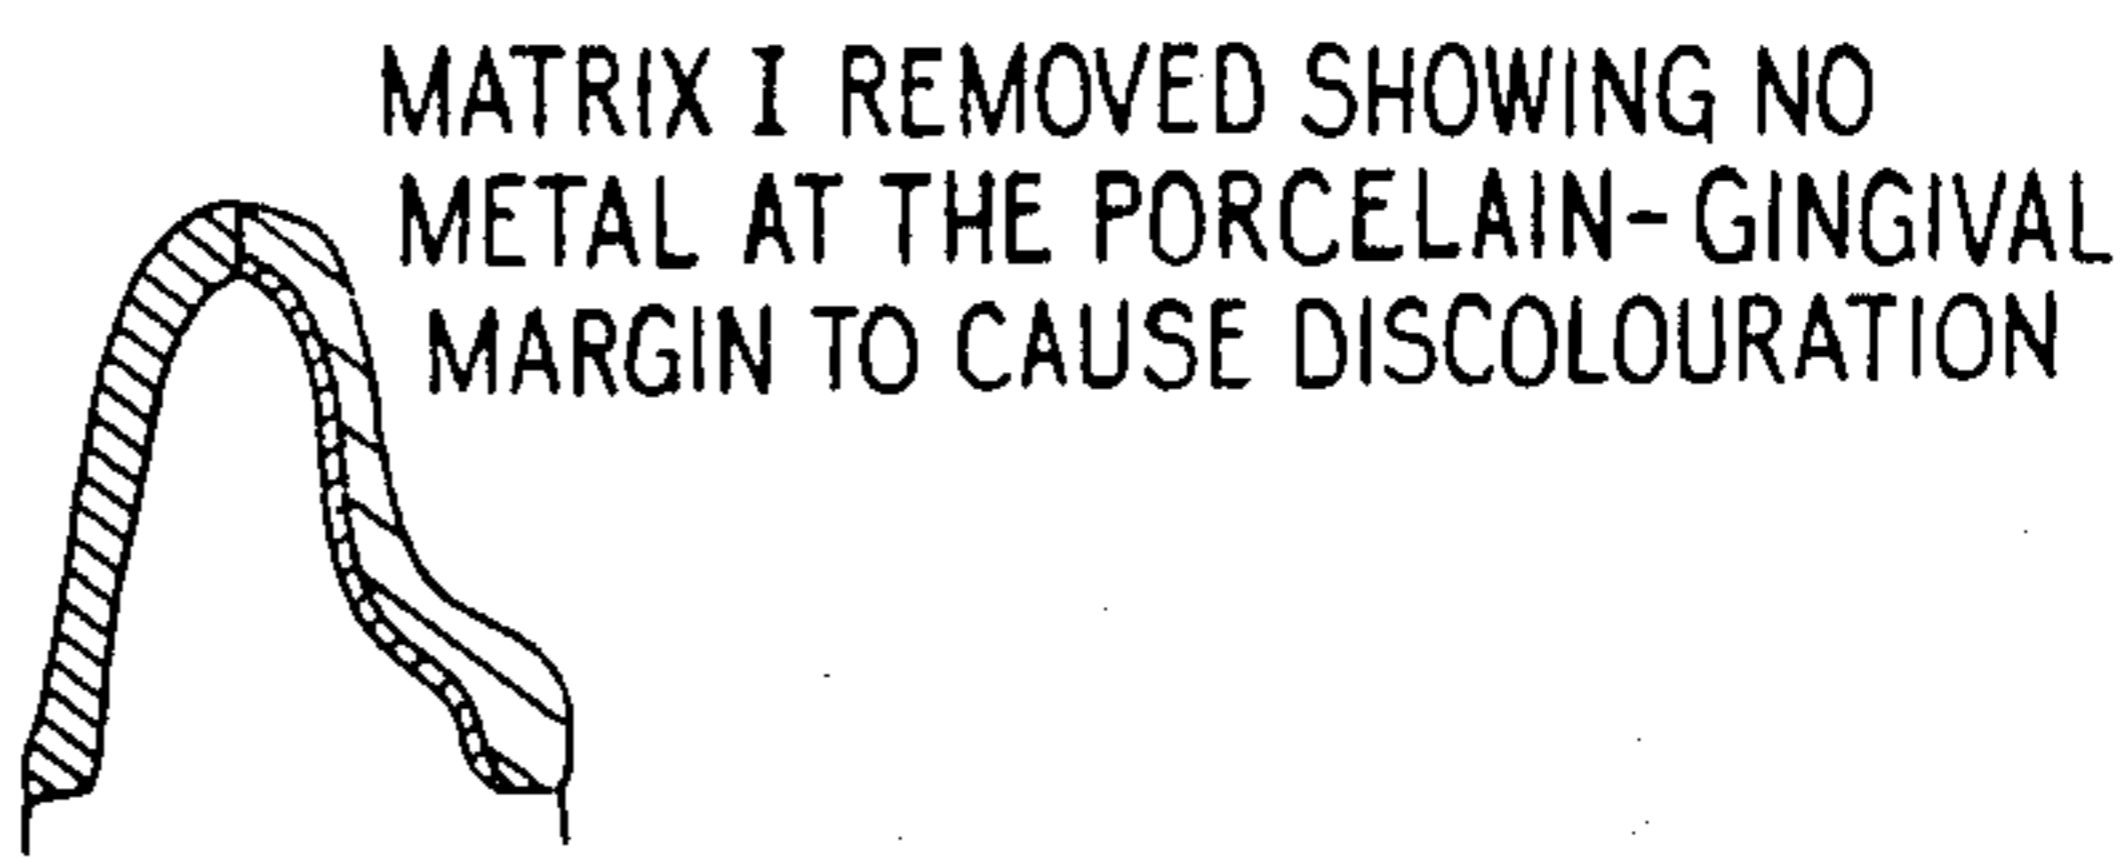 MATRIX I REMOVED SHOWING NO
METAL AT THE PORCELAIN-GINGIVAL
MARGIN TO CAUSE DISCOLOURATION